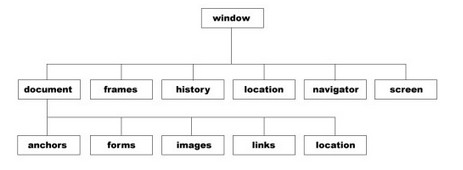 window
document frames history location navigator screen
anchors forms images links location